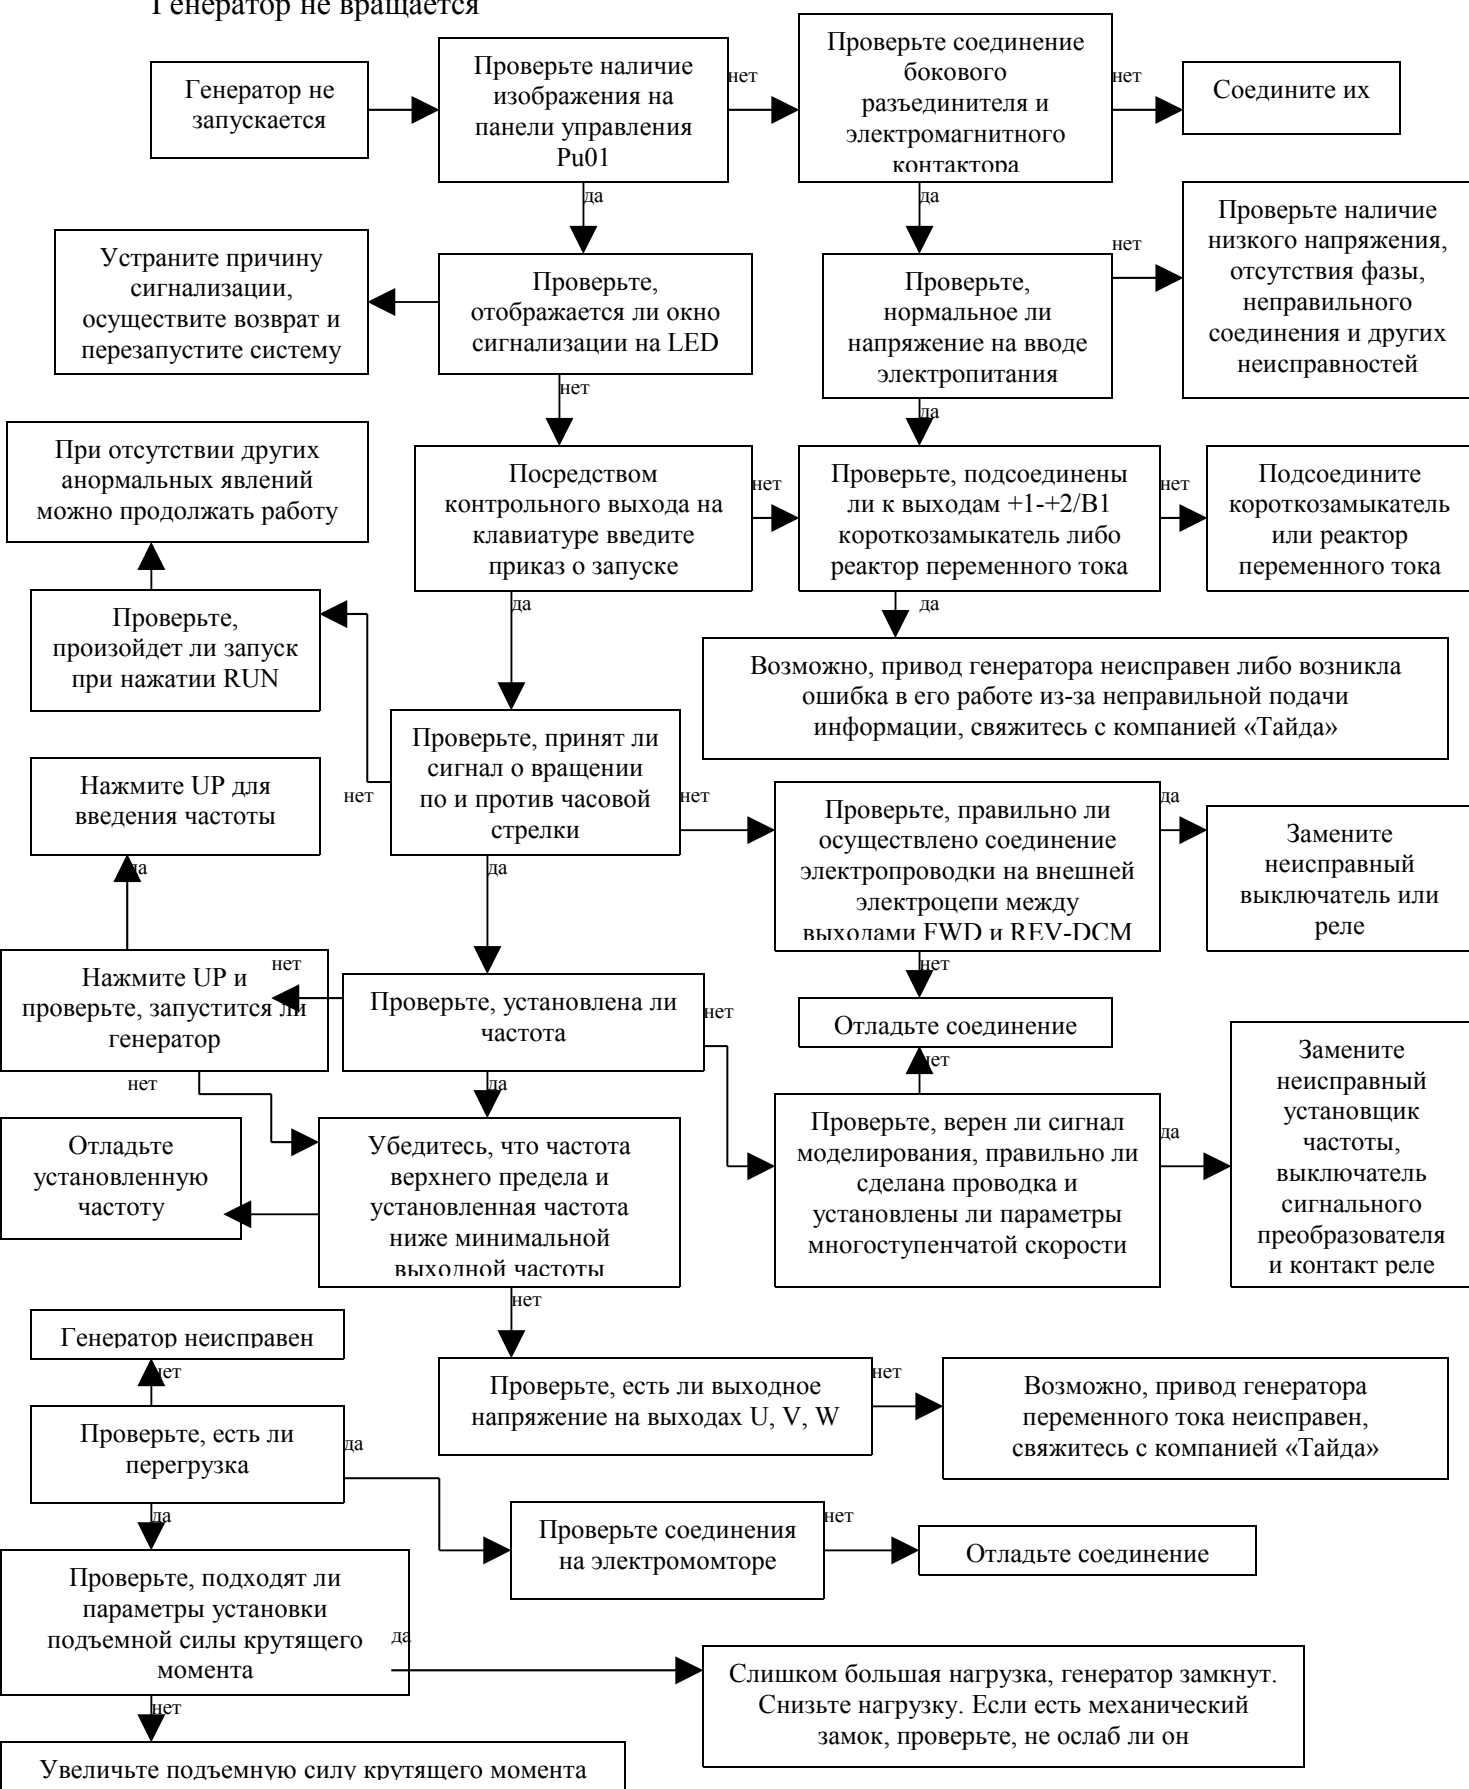 Генератор не вращается
Генератор не
запускается
Проверьте наличие
изображения на
панели управления
Pu01
нет
Проверьте соединение
бокового
разъединителя и
электромагнитного
контактора
нет
Соедините их
да
да
Устраните причину
сигнализации,
осуществите возврат и
перезапустите систему
Проверьте,
отображается ли окно
сигнализации на LED
Проверьте,
нормальное ли
напряжение на вводе
электропитания
нет
Проверьте наличие
низкого напряжения,
отсутствия фазы,
неправильного
соединения и других
неисправностей
нет
да
При отсутствии других
анормальных явлений
можно продолжать работу
Посредством
контрольного выхода на
клавиатуре введите
приказ о запуске
нет
Проверьте, подсоединены
ли к выходам +1-+2/B1
короткозамыкатель либо
реактор переменного тока
нет
Подсоедините
короткозамыкатель
или реактор
переменного тока
да
да
Проверьте,
произойдет ли запуск
при нажатии RUN
Возможно, привод генератора неисправен либо возникла
ошибка в его работе из-за неправильной подачи
информации, свяжитесь с компанией «Тайда»
Проверьте, принят ли
сигнал о вращении
по и против часовой
стрелки
нет
нет
Нажмите UP для
введения частоты
Проверьте, правильно ли
осуществлено соединение
электропроводки на внешней
электроцепи между
выходами FWD и REV-DCM
да
Замените
неисправный
выключатель или
реле
да
да
нет
Нажмите UP и
проверьте, запустится ли
генератор
нет
Проверьте, установлена ли
частота
нет
Отладьте соединение
нет
нет
да
Отладьте
установленную
частоту
Убедитесь, что частота
верхнего предела и
установленная частота
ниже минимальной
выходной частоты
Проверьте, верен ли сигнал
моделирования, правильно ли
сделана проводка и
установлены ли параметры
многоступенчатой скорости
да
Замените
неисправный
установщик
частоты,
выключатель
сигнального
преобразователя
и контакт реле
нет
Генератор неисправен
нет
Проверьте, есть ли выходное
напряжение на выходах U, V, W
нет
Возможно, привод генератора
переменного тока неисправен,
свяжитесь с компанией «Тайда»
Проверьте, есть ли
перегрузка
да
да
Проверьте соединения
на электромомторе
нет
Отладьте соединение
Проверьте, подходят ли
параметры установки
подъемной силы крутящего
момента
да
Слишком большая нагрузка, генератор замкнут.
Снизьте нагрузку. Если есть механический
замок, проверьте, не ослаб ли он
нет
Увеличьте подъемную силу крутящего момента